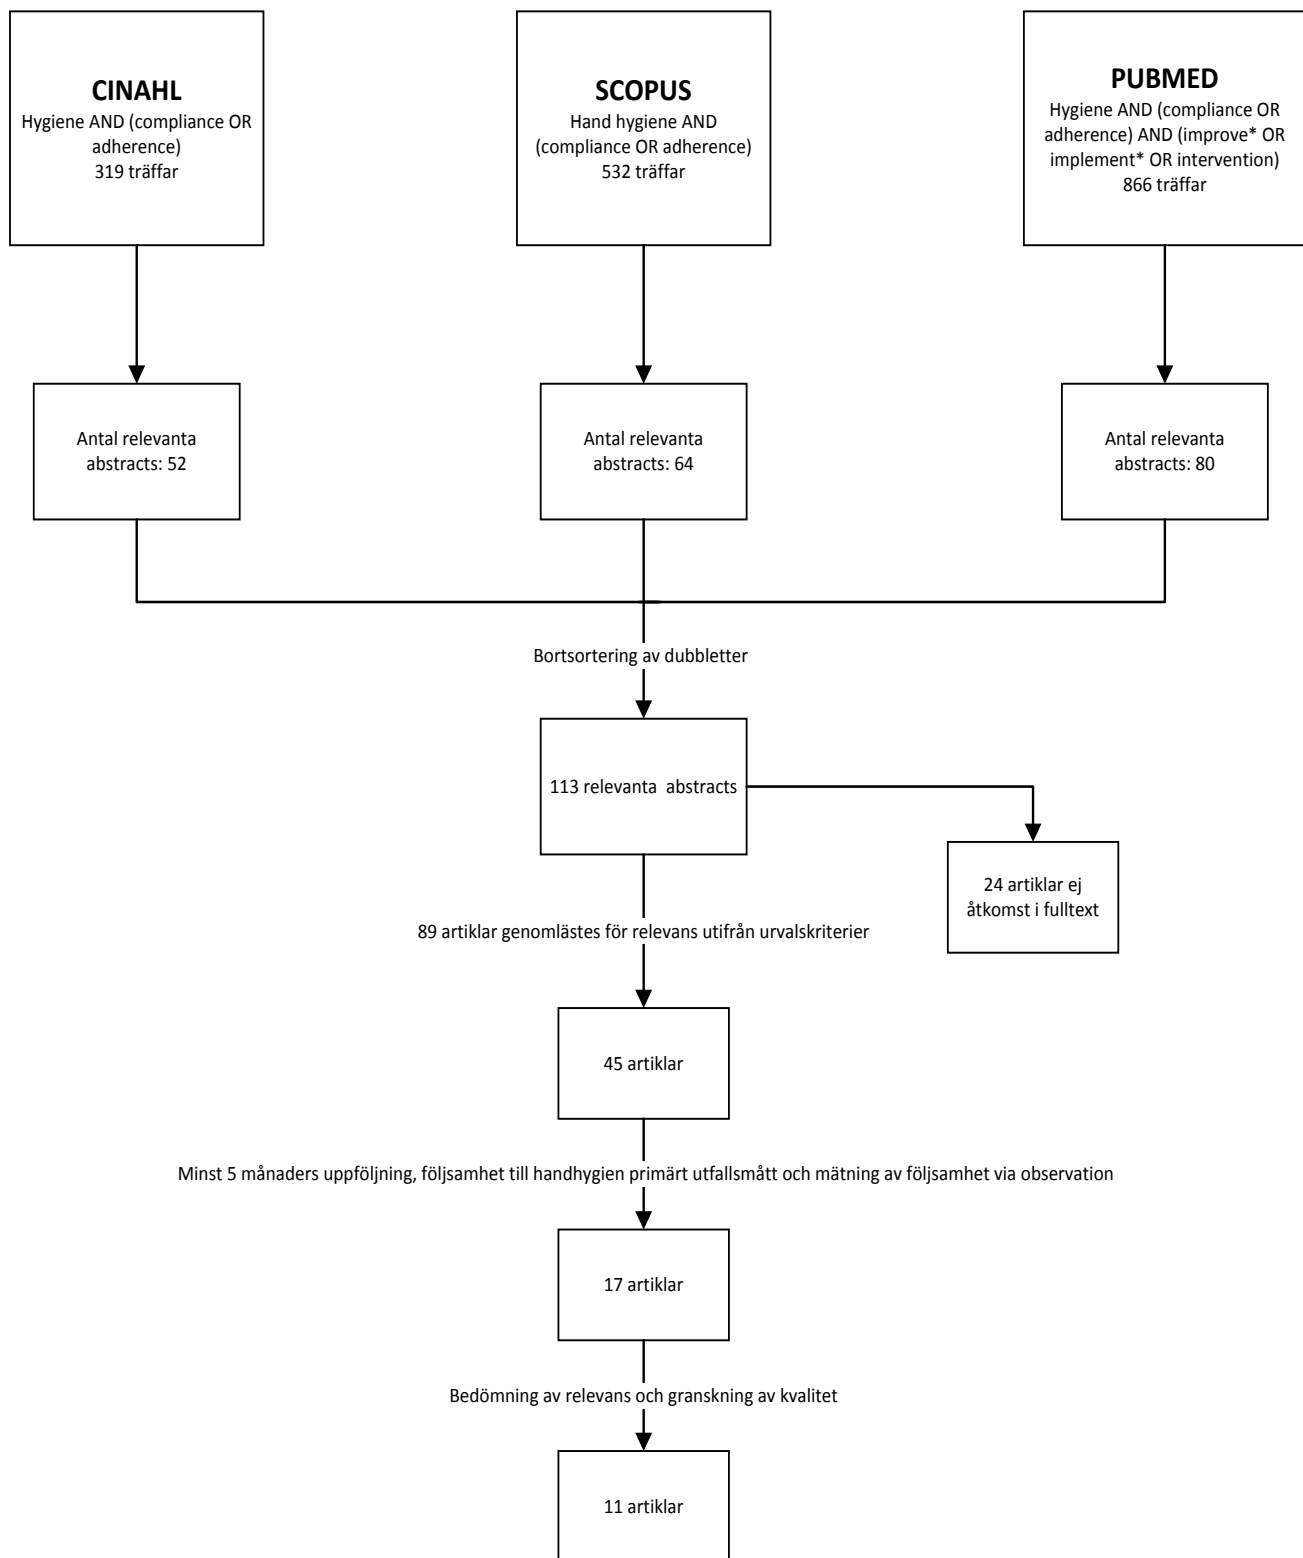 CINAHL
Hygiene AND (compliance OR
adherence)
319 träffar
SCOPUS
Hand hygiene AND
(compliance OR adherence)
532 träffar
PUBMED
Hygiene AND (compliance OR
adherence) AND (improve* OR
implement* OR intervention)
866 träffar
Antal relevanta
abstracts: 52
Antal relevanta
abstracts: 64
Antal relevanta
abstracts: 80
Bortsortering av dubbletter
113 relevanta abstracts
24 artiklar ej
åtkomst i fulltext
89 artiklar genomlästes för relevans utifrån urvalskriterier
45 artiklar
Minst 5 månaders uppföljning, följsamhet till handhygien primärt utfallsmått och mätning av följsamhet via observation
17 artiklar
Bedömning av relevans och granskning av kvalitet
11 artiklar